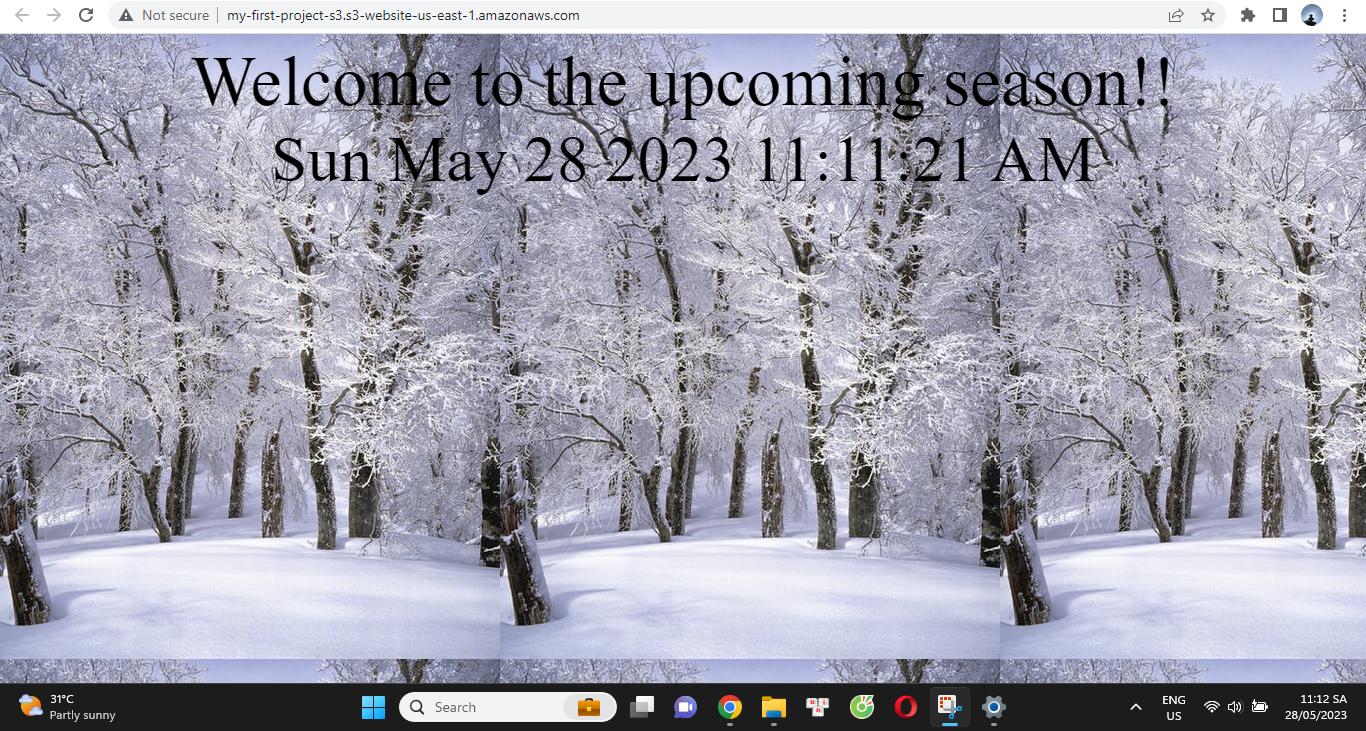 Not secure my-first-project-s3.s3-website-us-east-1.amazonaws.com
Welcome to the upcoming season!!
Sun May 28 2023 11:11:21 AM
31°C
Partly sunny
Search
ENG
US
11:12 SA
28/05/2023